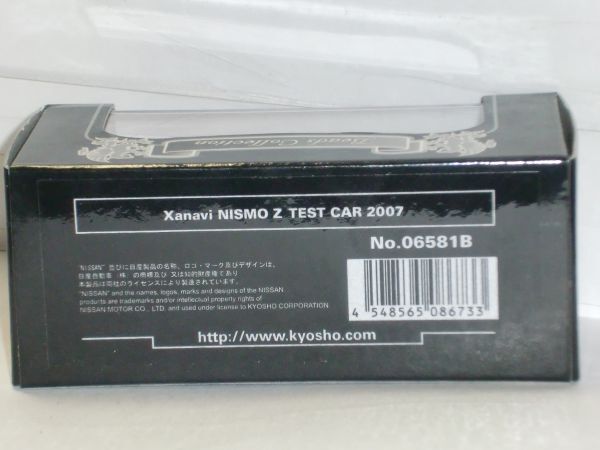 Beads Collection
Xanavi NISMO Z TEST CAR 2007
No.06581B
"NISSAN" 並びに日産製品の名称、ロゴ・マーク及びデザインは、
日産自動車（株）の商標及び 又は知的財産権であり
本製品は両社のライセンスにより製造されています。
"NISSAN" and the names, logos, marks and designs of the NISSAN
products are trademarks and/or intellectual property rights of
NISSAN MOTOR CO., LTD. and used under license to KYOSHO CORPORATION.
4 548565 086733
http://www.kyosho.com